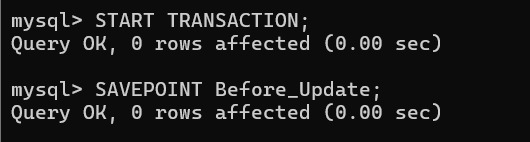 mysql> START TRANSACTION;
Query OK, 0 rows affected (0.00 sec)
mysql> SAVEPOINT Before_Update;
Query OK, 0 rows affected (0.00 sec)